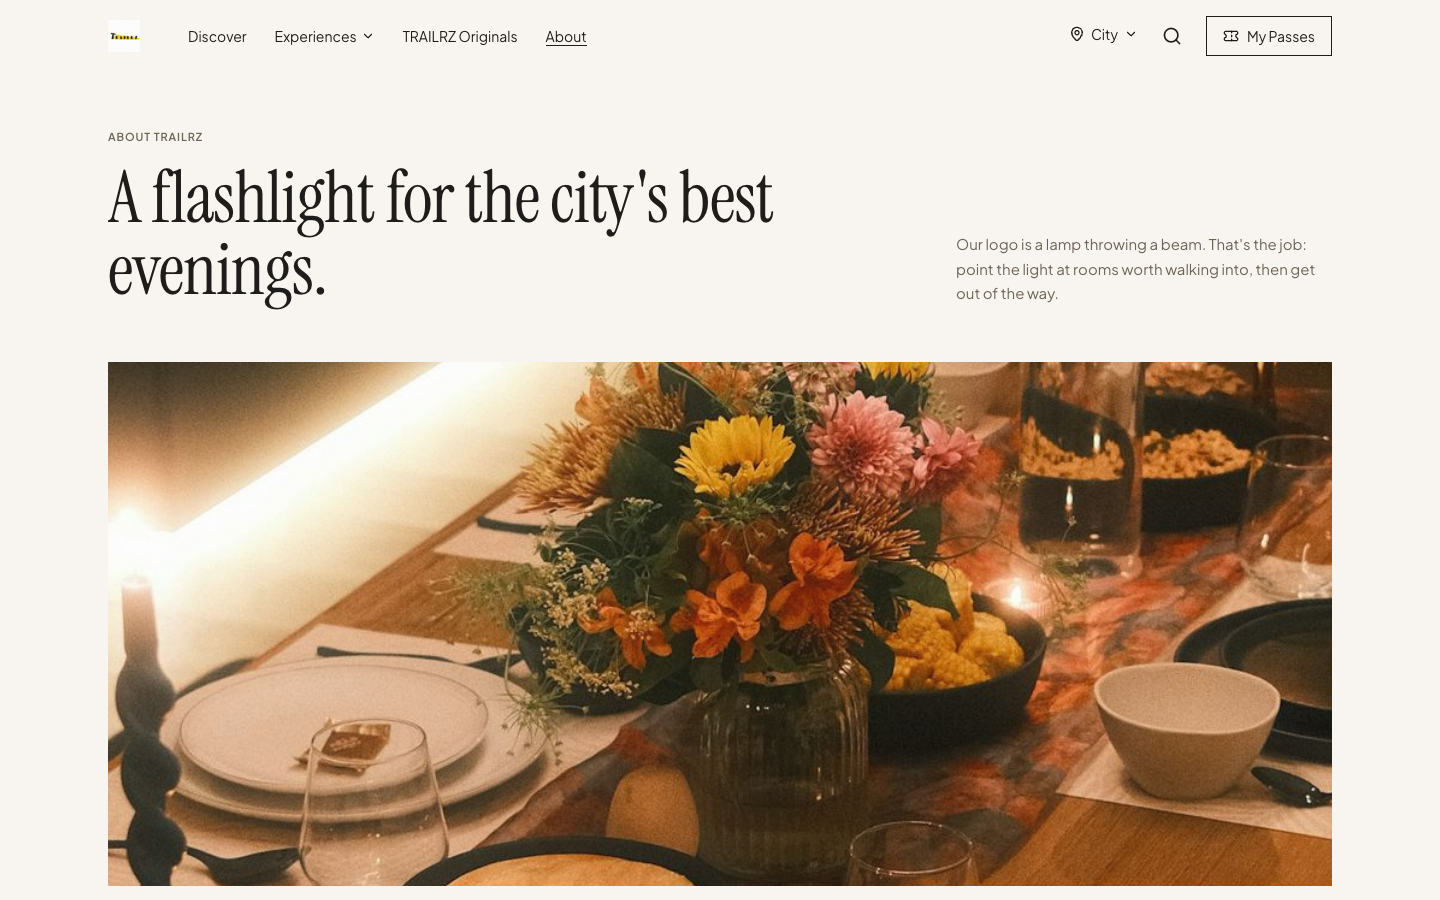 TRAILRZ
Discover
Experiences
TRAILRZ Originals
About
City
My Passes
ABOUT TRAILRZ
A flashlight for the city's best
evenings.
Our logo is a lamp throwing a beam. That's the job:
point the light at rooms worth walking into, then get
out of the way.